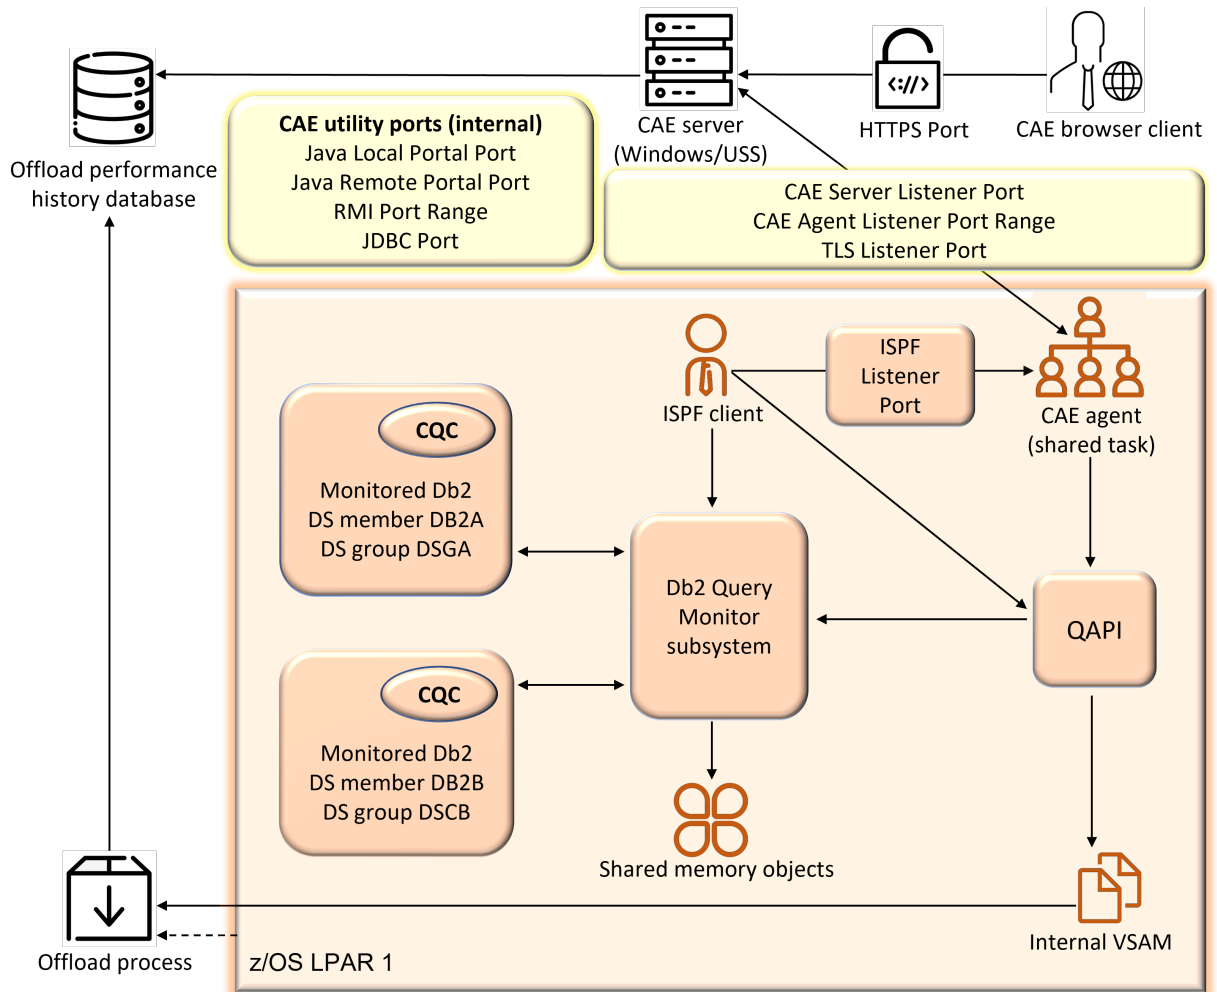 CAE server
(Windows/USS)
<://>
HTTPS Port
CAE browser client
Offload performance
history database
CAE utility ports (internal)
Java Local Portal Port
Java Remote Portal Port
RMI Port Range
JDBC Port
CAE Server Listener Port
CAE Agent Listener Port Range
TLS Listener Port
ISPF client
ISPF
Listener
Port
CAE agent
(shared task)
CQC
Monitored Db2
DS member DB2A
DS group DSGA
Db2 Query
Monitor
subsystem
QAPI
CQC
Monitored Db2
DS member DB2B
DS group DSCB
Shared memory objects
Internal VSAM
Offload process
z/OS LPAR 1